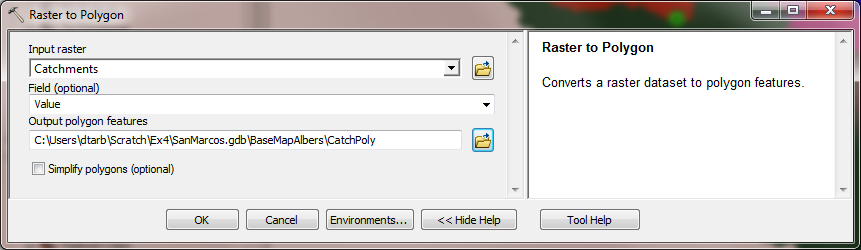 Raster to Polygon
Input raster
Catchments
Field (optional)
Value
Output polygon features
C:\Users\dtarb\Scratch\Ex4\SanMarcos.gdb\BaseMapAlbers\CatchPoly
Simplify polygons (optional)
Raster to Polygon
Converts a raster dataset to polygon features.
OK
Cancel
Environments...
<< Hide Help
Tool Help